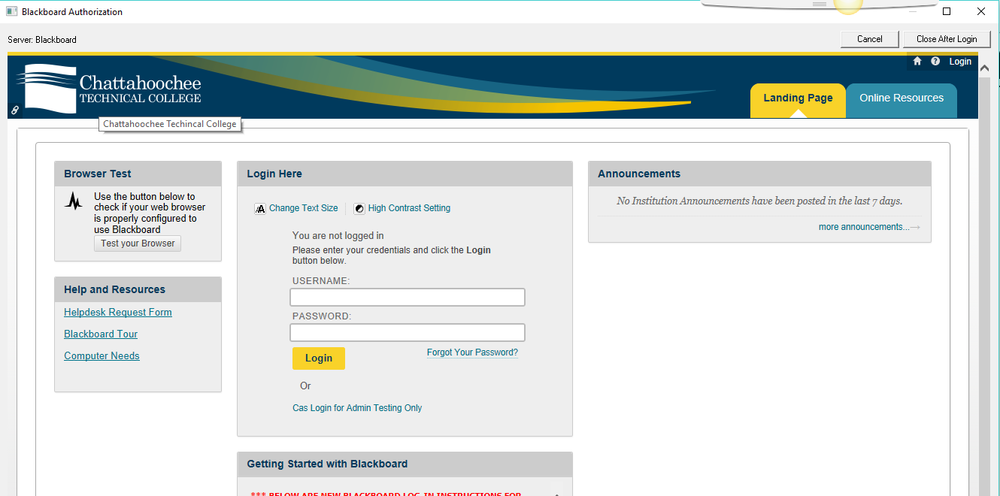 Blackboard Authorization
Server: Blackboard
Cancel
Close After Login
Login
Chattahoochee
TECHNICAL COLLEGE
Landing Page
Online Resources
Chattahoochee Techincal College
Browser Test
Use the button below to
check if your web browser
is properly configured to
use Blackboard
Test your Browser
Help and Resources
Helpdesk Request Form
Blackboard Tour
Computer Needs
Login Here
Change Text Size
High Contrast Setting
You are not logged in
Please enter your credentials and click the Login
button below.
USERNAME:
PASSWORD:
Login
Forgot Your Password?
Or
Cas Login for Admin Testing Only
Getting Started with Blackboard
*** BELOW ARE NEW BLACKBOARD LOG-IN INSTRUCTIONS FOR
Announcements
No Institution Announcements have been posted in the last 7 days.
more announcements...